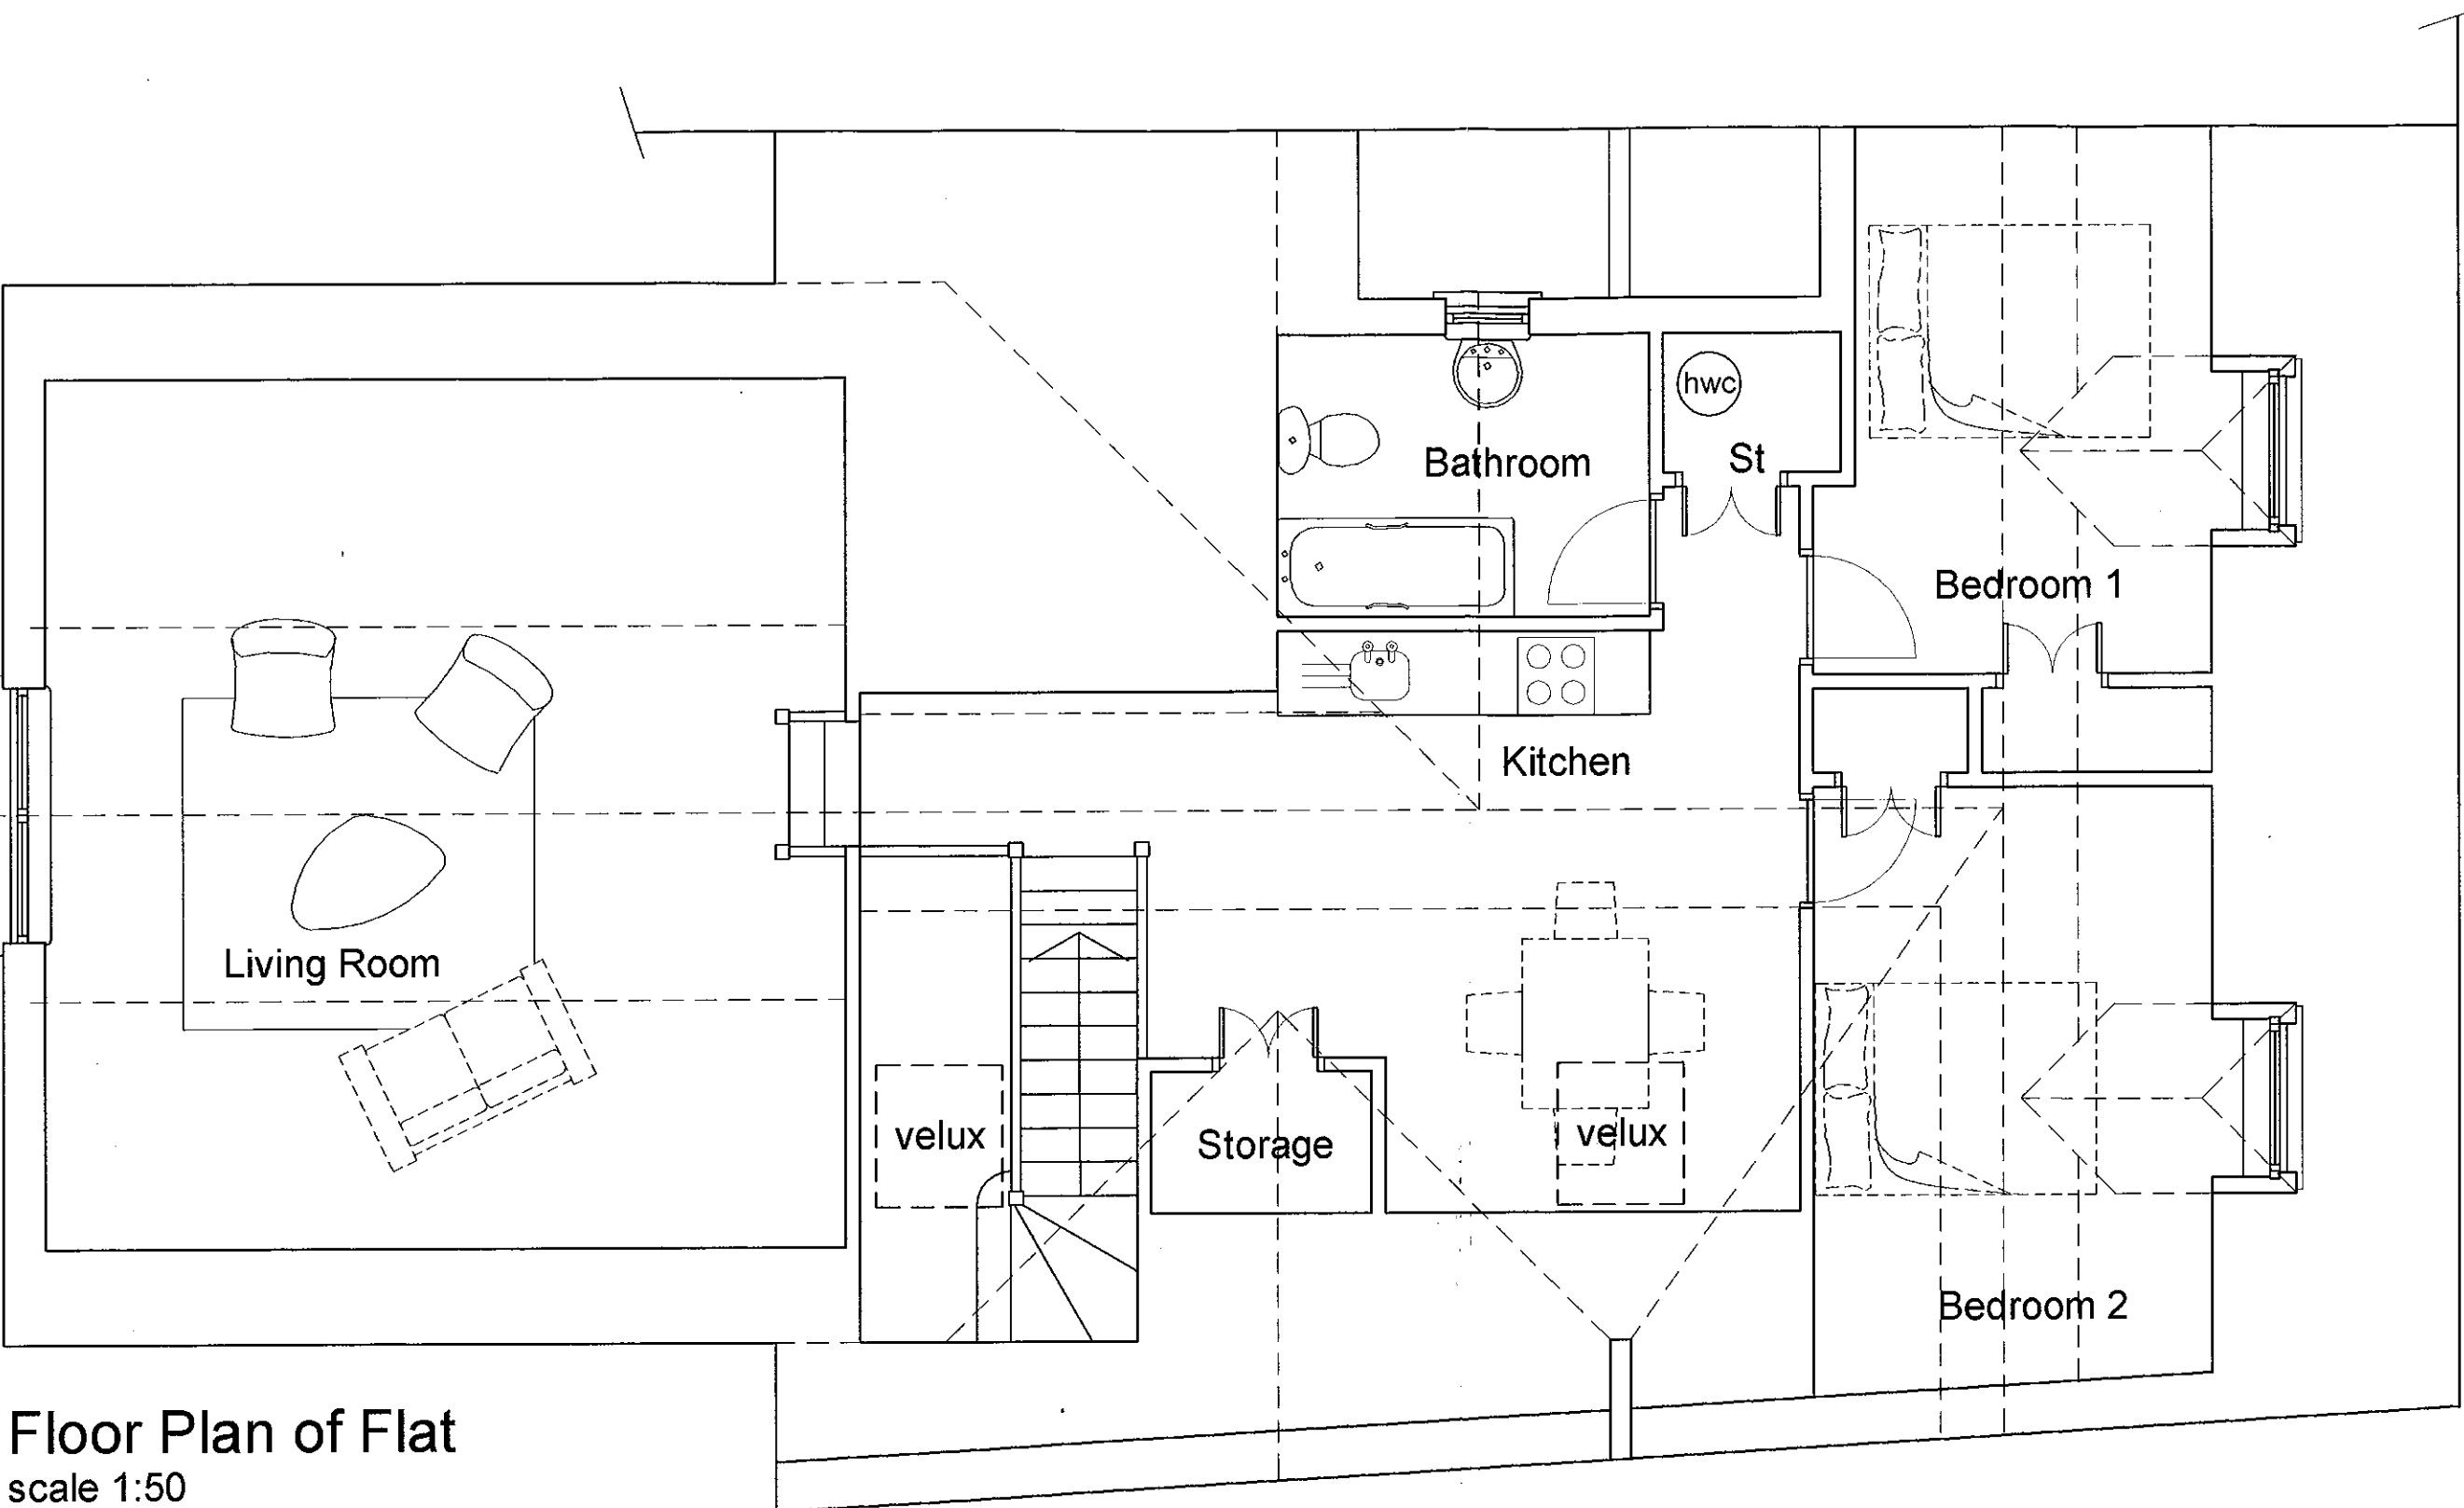 hwc
Bathroom
St
Bedroom 1
Kitchen
Living Room
velux
Storage
velux
Bedroom 2
Floor Plan of Flat
scale 1:50